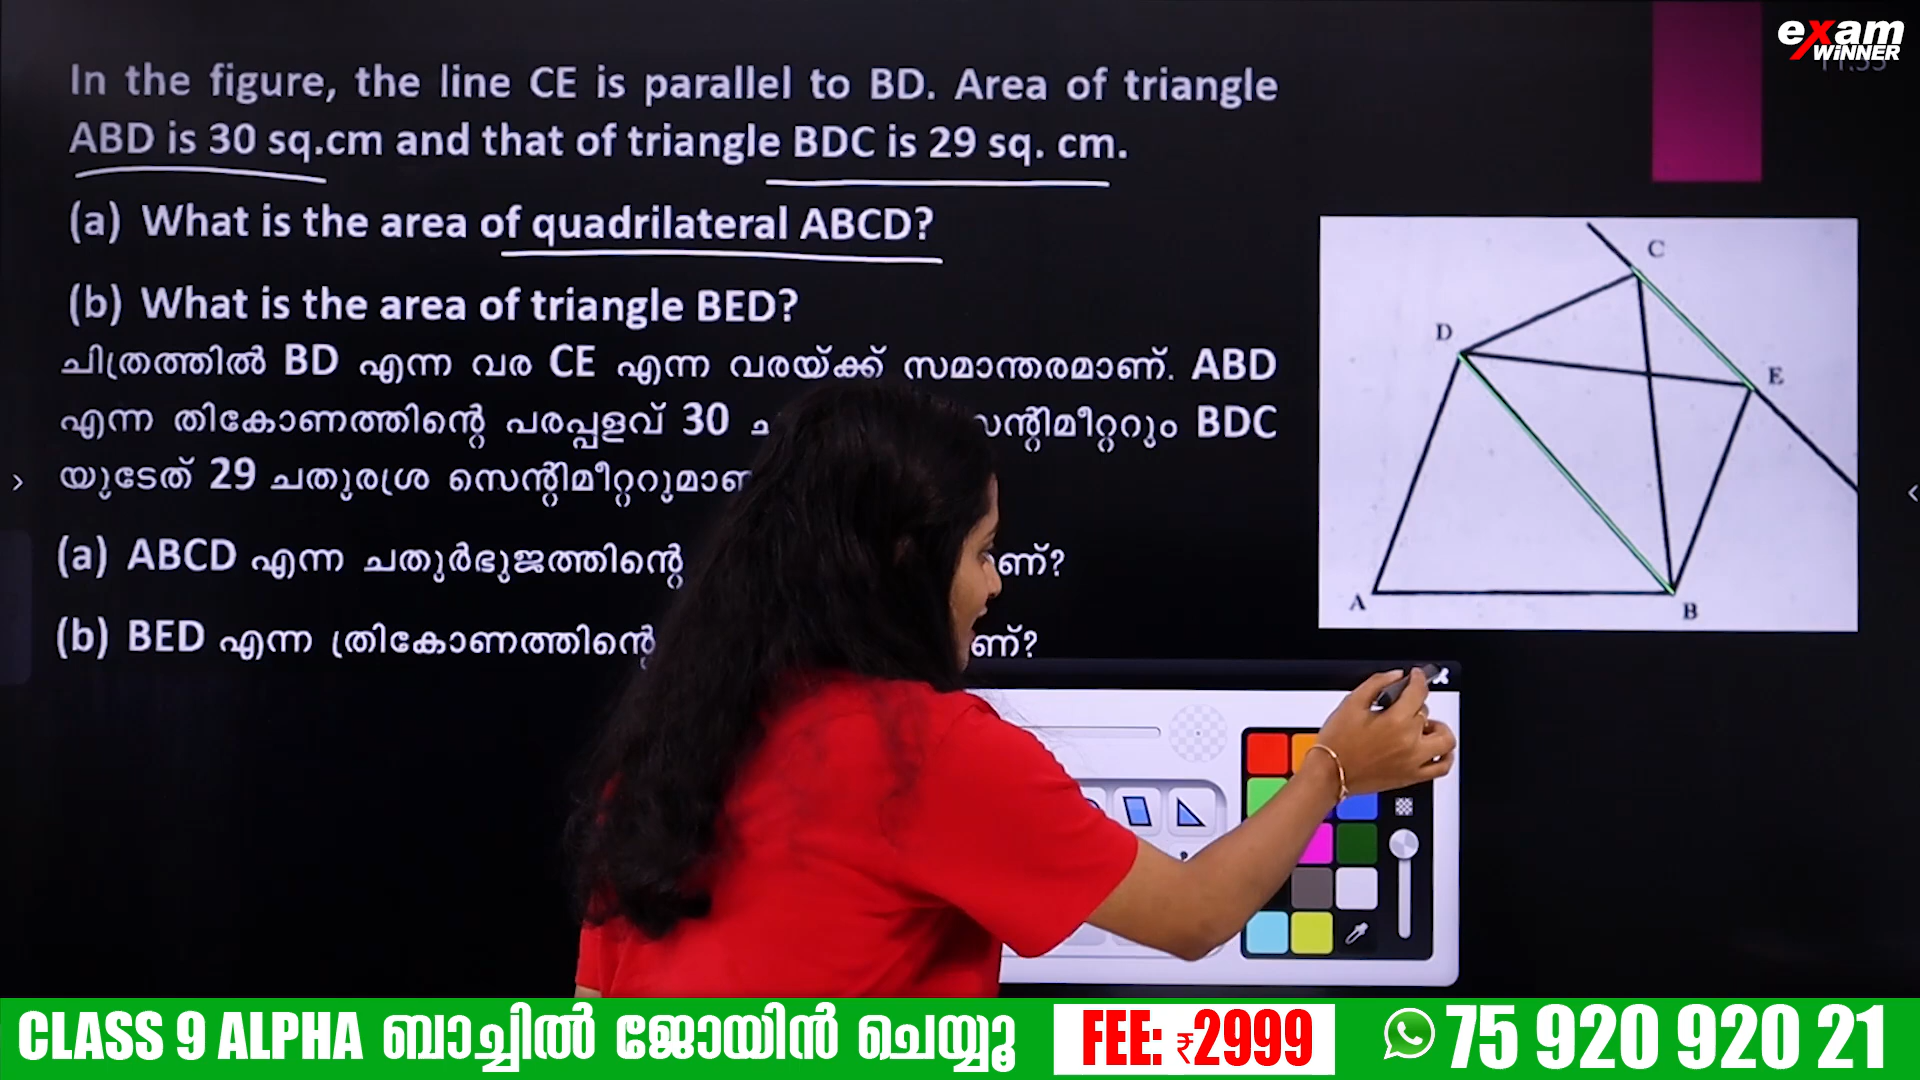 exam
WINNER
In the figure, the line CE is parallel to BD. Area of triangle
ABD is 30 sq.cm and that of triangle BDC is 29 sq. cm.
(a) What is the area of quadrilateral ABCD?
(b) What is the area of triangle BED?
ചിത്രത്തിൽ BD എന്ന വര CE എന്ന വരയ്ക്ക് സമാന്തരമാണ്. ABD
എന്ന തികോണത്തിന്റെ പരപ്പളവ് 30 സെന്റിമീറ്ററും BDC
യുടേത് 29 ചതുരശ്ര സെന്റിമീറ്ററുമാണ
(a) ABCD എന്ന ചതുർഭുജത്തിന്റെ ണ്?
(b) BED എന്ന ത്രികോണത്തിന്റെ ണ്?
C
D
E
A
B
CLASS 9 ALPHA ബാച്ചിൽ ജോയിൻ ചെയ്യൂ
FEE: ₹2999
75 920 920 21